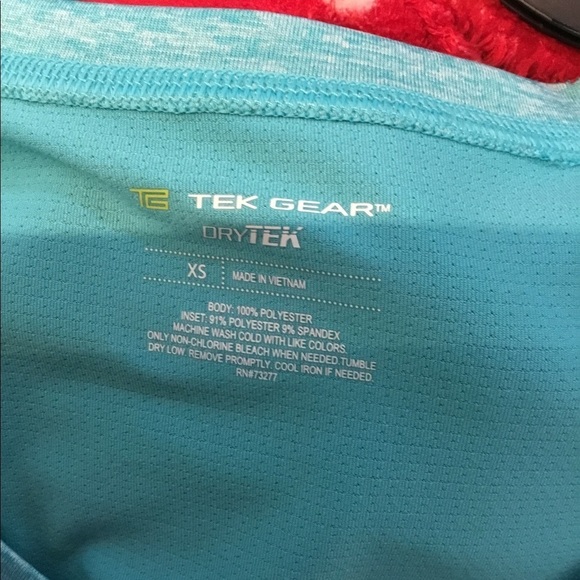 TG TEK GEAR™
DRYTEK
XS MADE IN VIETNAM
BODY: 100% POLYESTER
INSET: 91% POLYESTER 9% SPANDEX
MACHINE WASH COLD WITH LIKE COLORS.
ONLY NON-CHLORINE BLEACH WHEN NEEDED. TUMBLE
DRY LOW. REMOVE PROMPTLY. COOL IRON IF NEEDED.
RN#73277